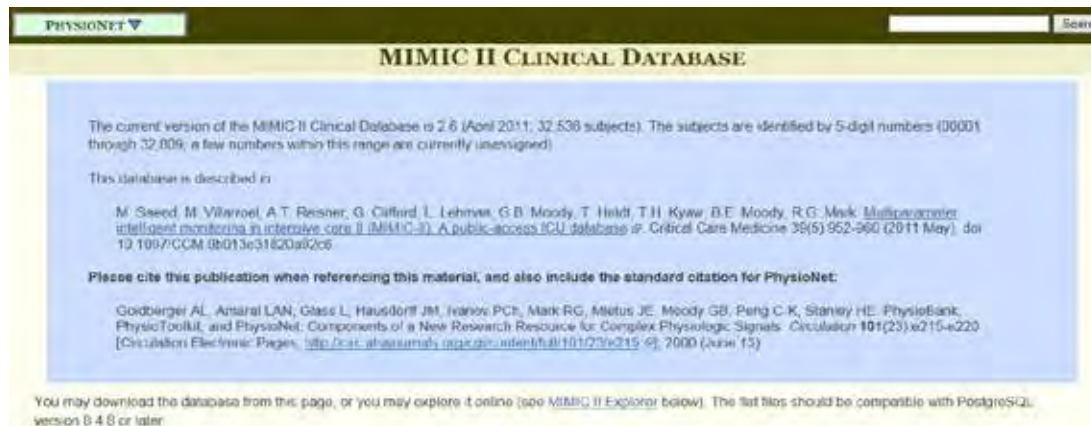 PHYSIONET▼
MIMIC II CLINICAL DATABASE
The current version of the MIMIC II Clinical Database is 2.6 (April 2011; 32,536 subjects). The subjects are identified by 5-digit numbers (00001
through 32,809; a few numbers within this range are currently unassigned).
This database is described in
M. Saeed, M. Villarroel, A.T. Reisner, G. Clifford, L. Lehman, G.B. Moody, T. Heldt, T.H. Kyaw, B.E. Moody, R.G. Mark. Multiparameter
intelligent monitoring in intensive care II (MIMIC-II): A public-access ICU database. Critical Care Medicine 39(5):952-960 (2011 May); doi:
10.1097/CCM.0b013e31820a92c6.
Please cite this publication when referencing this material, and also include the standard citation for PhysioNet:
Goldberger AL, Amaral LAN, Glass L, Hausdorff JM, Ivanov PCh, Mark RG, Mietus JE, Moody GB, Peng C-K, Stanley HE. PhysioBank,
PhysioToolkit, and PhysioNet: Components of a New Research Resource for Complex Physiologic Signals. Circulation 101(23):e215-e220
[Circulation Electronic Pages; 2000 (June 13).
You may download the database from this page, or you may explore it online (see MIMIC II Explorer below). The flat files should be compatible with PostgreSQL
version 8.4.8 or later